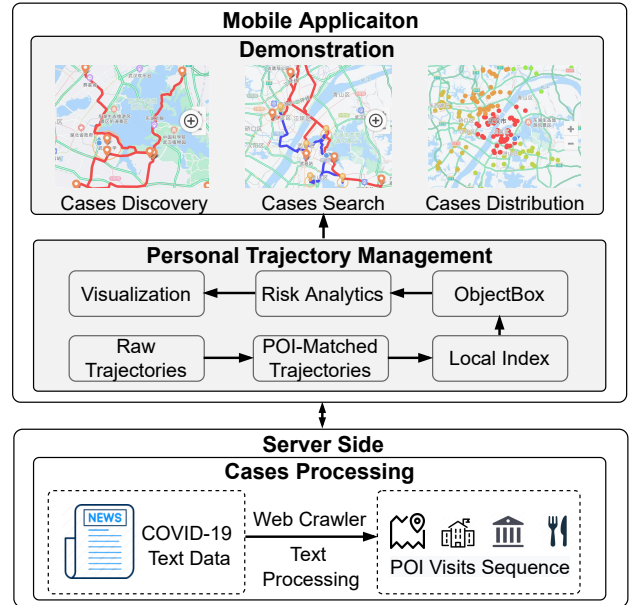 Mobile Applicaiton
Demonstration
Cases Discovery
Cases Search
Cases Distribution
Personal Trajectory Management
Visualization
Risk Analytics
ObjectBox
Raw
Trajectories
POI-Matched
Trajectories
Local Index
Server Side
Cases Processing
NEWS
COVID-19
Text Data
Web Crawler
Text
Processing
POI Visits Sequence